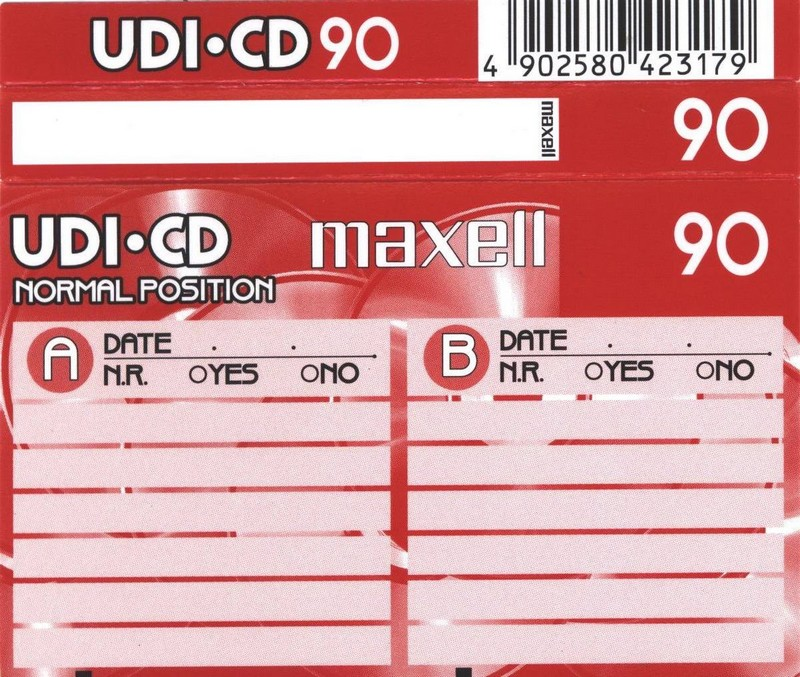 UDI•CD 90
4 902580 423179
maxell
90
UDI•CD maxell 90
NORMAL POSITION
A DATE . .
N.R. ○YES ○NO
B DATE . .
N.R. ○YES ○NO